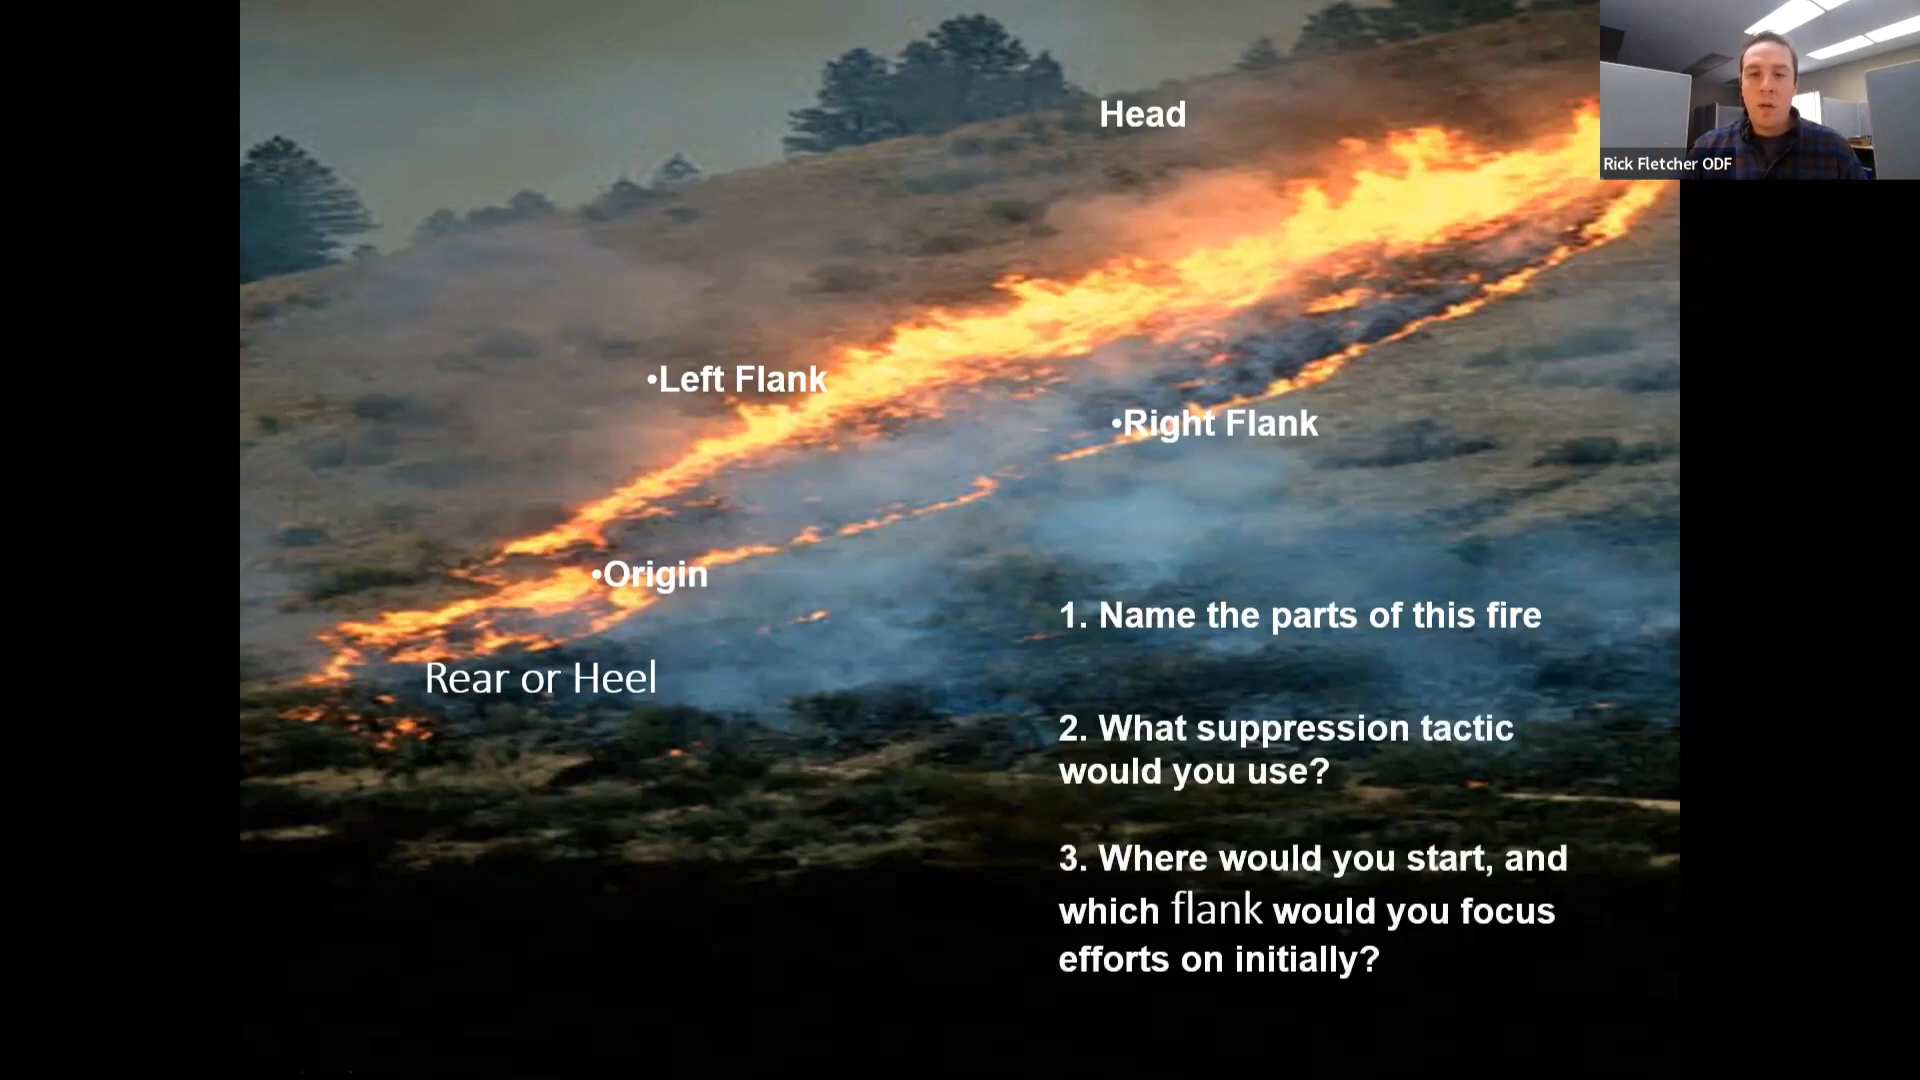 Head
Rick Fletcher ODF
•Left Flank
•Right Flank
•Origin
Rear or Heel
1. Name the parts of this fire
2. What suppression tactic
would you use?
3. Where would you start, and
which flank would you focus
efforts on initially?